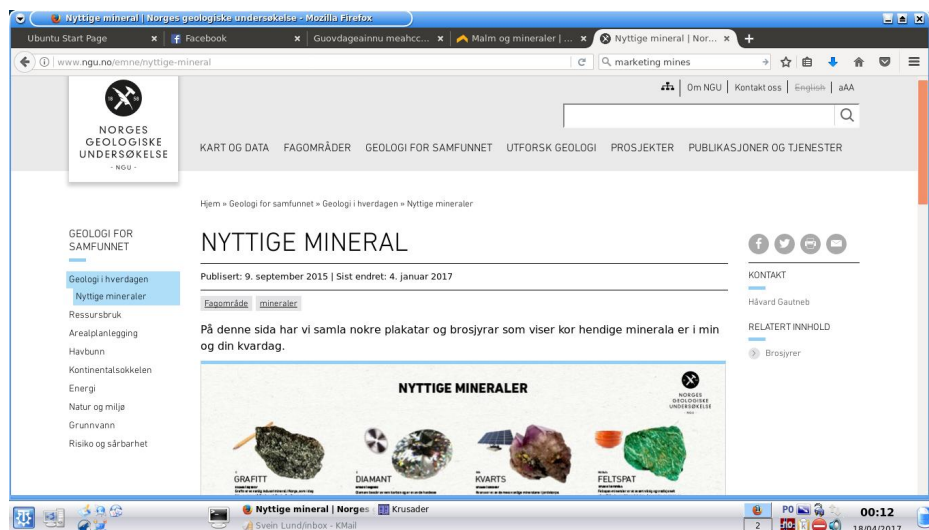 Nyttige mineral | Norges geologiske undersøkelse - Mozilla Firefox
Ubuntu Start Page
Facebook
Guovdageainnu meahcc...
Malm og mineraler | ...
Nyttige mineral | Nor...
www.ngu.no/emne/nyttige-mineral
marketing mines
Om NGU | Kontakt oss | English | aAA
18 58
NORGES
GEOLOGISKE
UNDERSØKELSE
- NGU -
KART OG DATA FAGOMRÅDER GEOLOGI FOR SAMFUNNET UTFORSK GEOLOGI PROSJEKTER PUBLIKASJONER OG TJENESTER
Hjem » Geologi for samfunnet » Geologi i hverdagen » Nyttige mineraler
GEOLOGI FOR
SAMFUNNET
Geologi i hverdagen
Nyttige mineraler
Ressursbruk
Arealplanlegging
Havbunn
Kontinentalsokkelen
Energi
Natur og miljø
Grunnvann
Risiko og sårbarhet
NYTTIGE MINERAL
Publisert: 9. september 2015 | Sist endret: 4. januar 2017
Fagområde mineraler
På denne sida har vi samla nokre plakatar og brosjyrar som viser kor hendige minerala er i min
og din kvardag.
NYTTIGE MINERALER
NORGES
GEOLOGISKE
UNDERSØKELSE
GRAFITT
DIAMANT
KVARTS
FELTSPAT
KONTAKT
Håvard Gautneb
RELATERT INNHOLD
Brosjyrer
Nyttige mineral | Norges
Krusader
Svein Lund/inbox - KMail
2
PO
00:12
18/04/2017